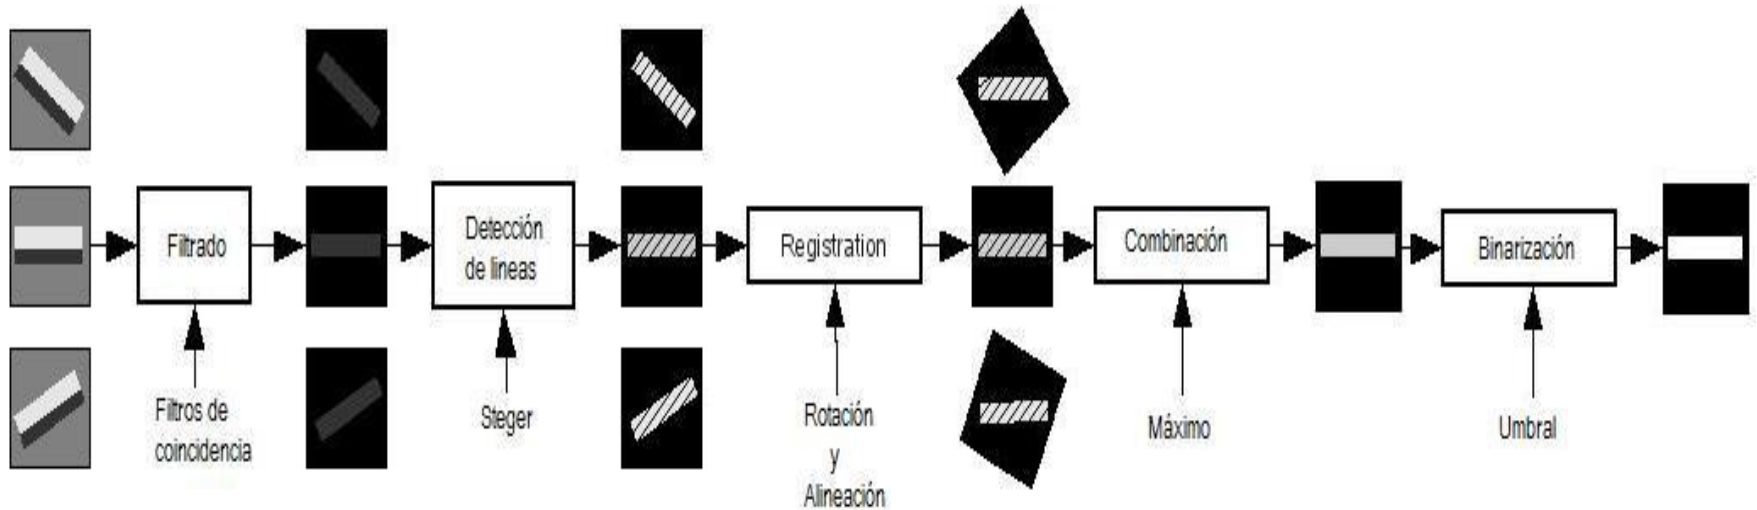 Filtrado
Detección
de lineas
Registration
Combinación
Binarización
Filtros de
coincidencia
Steger
Rotación
y
Alineación
Máximo
Umbral